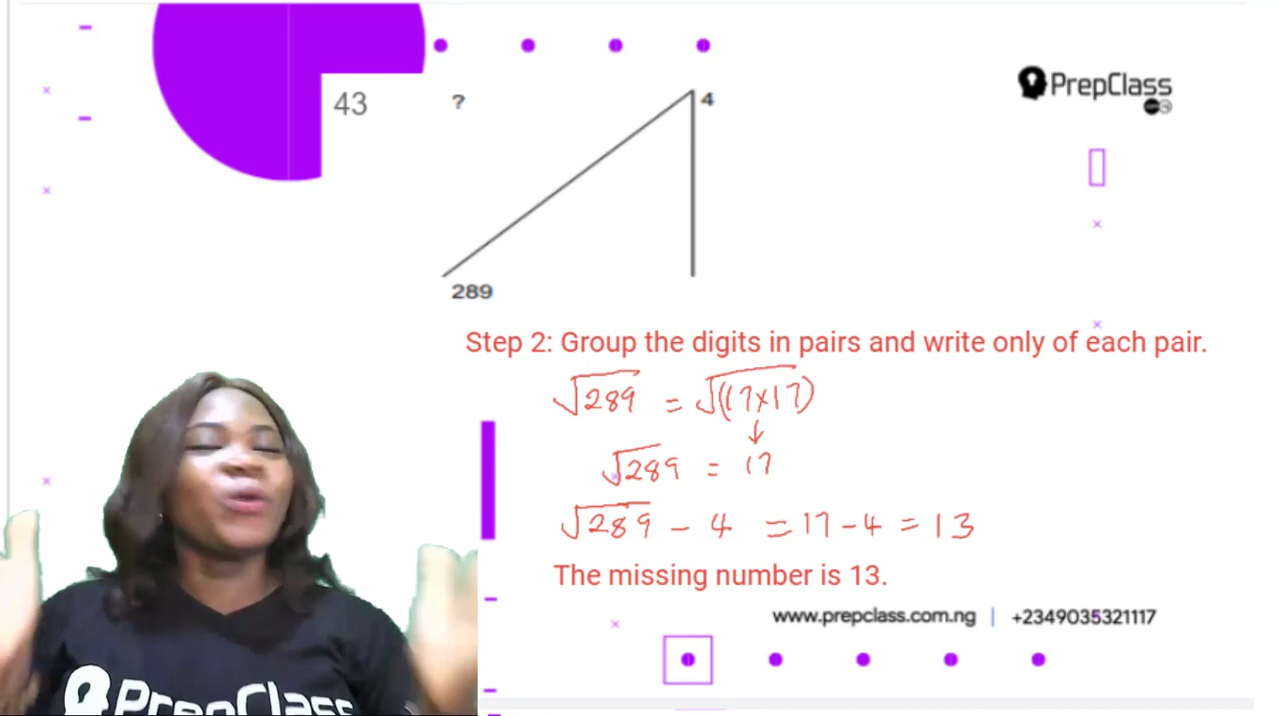 43 ? 4
PrepClass
289
Step 2: Group the digits in pairs and write only of each pair.
√289 = √(17×17)
√289 = 17
√289 - 4 = 17 - 4 = 13
The missing number is 13.
www.prepclass.com.ng | +2349035321117
PrepClass